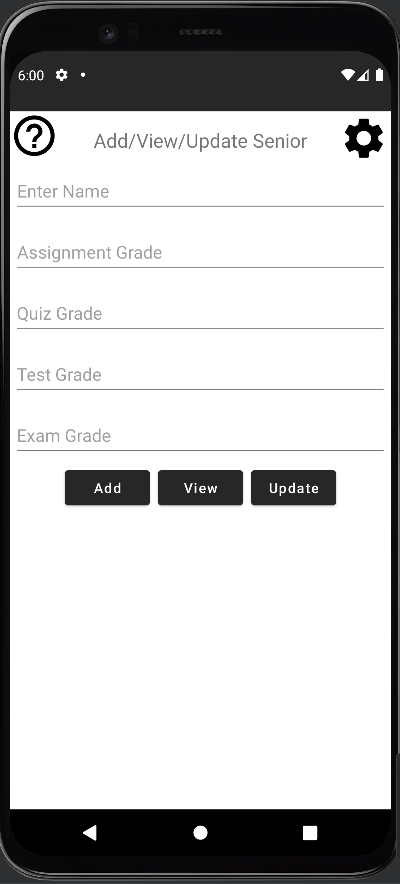 6:00
Add/View/Update Senior
Enter Name
Assignment Grade
Quiz Grade
Test Grade
Exam Grade
Add View Update